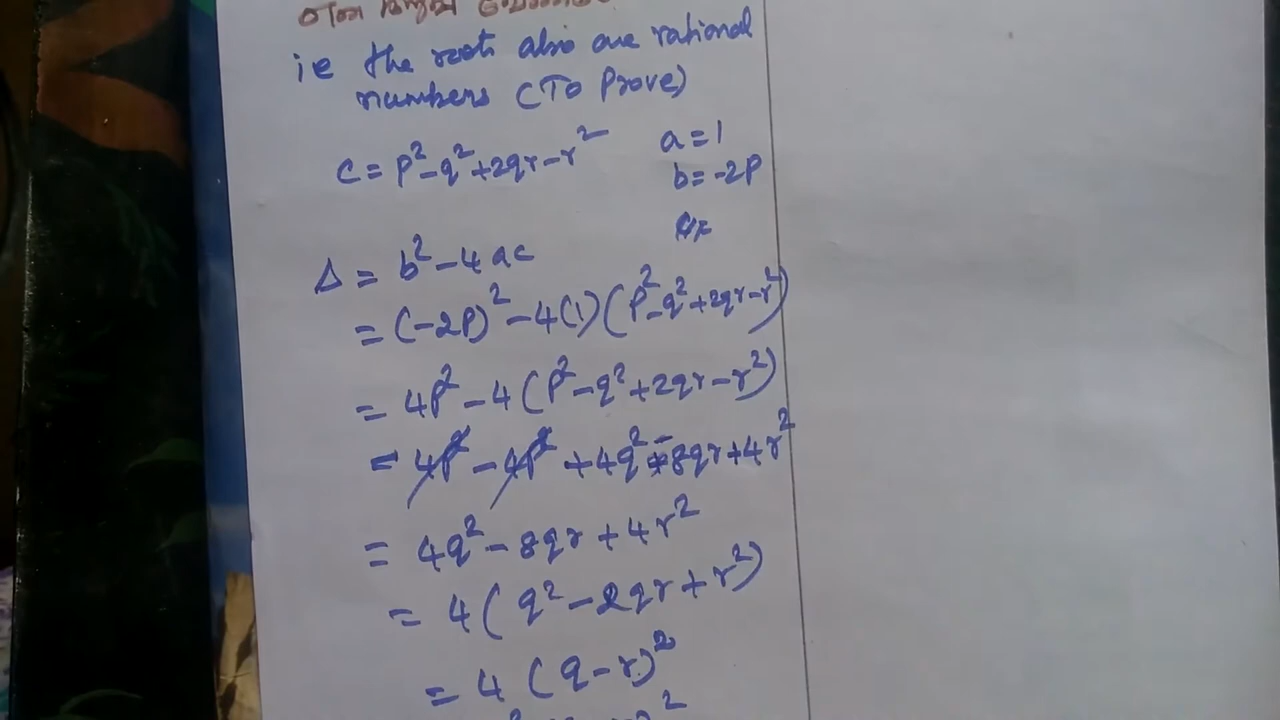 ie the roots also are rational
numbers (To Prove)
c = p²-q²+2qr-r² a=1
b=-2p
Δ = b²-4ac
= (-2p)²-4(1)(p²-q²+2qr-r²)
= 4p²-4(p²-q²+2qr-r²)
= 4p²-4p²+4q²-8qr+4r²
= 4q²-8qr+4r²
= 4(q²-2qr+r²)
= 4(q-r)²